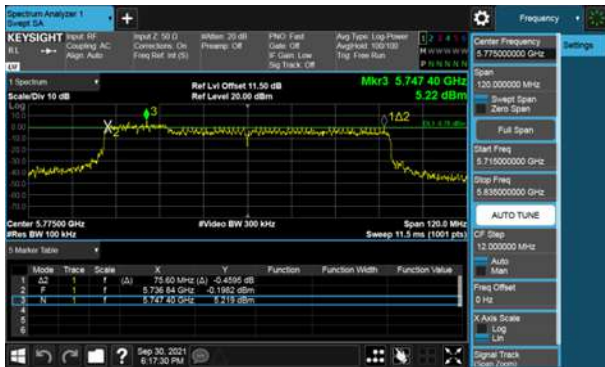 Spectrum Analyzer 1
Swept SA
Frequency
KEYSIGHT
Input: RF
Input Z: 50 Ω
#Atten: 20 dB
PNO: Fast
Avg Type: Log-Power
1 2 3 4 5 6
Coupling: AC
Corrections: On
Preamp: Off
Gate: Off
Avg|Hold: 100/100
Align: Auto
Freq Ref: Int (S)
IF Gain: Low
Trig: Free Run
Sig Track: Off
P N N N N N
Center Frequency
5.775000000 GHz
Settings
Span
120.000000 MHz
Swept Span
Zero Span
Full Span
Start Freq
5.715000000 GHz
Stop Freq
5.835000000 GHz
AUTO TUNE
CF Step
12.000000 MHz
Auto
Man
Freq Offset
0 Hz
X Axis Scale
Log
Lin
Signal Track
(Span Zoom)
1 Spectrum
Ref Lvl Offset 11.50 dB
Mkr3 5.747 40 GHz
Scale/Div 10 dB
Ref Level 20.00 dBm
5.22 dBm
Log
3
1Δ2
2
Center 5.77500 GHz
#Video BW 300 kHz
Span 120.0 MHz
#Res BW 100 kHz
Sweep 11.5 ms (1001 pts)
5 Marker Table
Mode Trace Scale X Y Function Function Width Function Value
1 Δ2 1 f (Δ) 75.60 MHz (Δ) -0.4595 dB
2 F 1 f 5.736 84 GHz -0.1982 dBm
3 N 1 f 5.747 40 GHz 5.219 dBm
4
5
6
Sep 30, 2021
6:17:30 PM